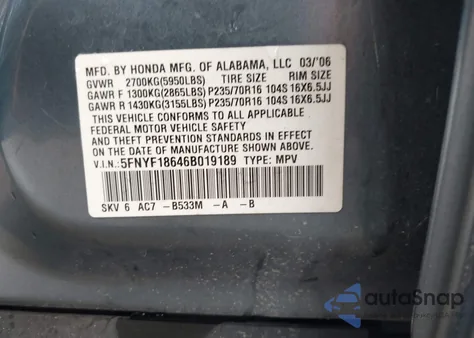 MFD. BY HONDA MFG. OF ALABAMA, LLC 03/'06
GVWR 2700KG(5950LBS) TIRE SIZE RIM SIZE
GAWR F 1300KG(2865LBS) P235/70R16 104S 16X6.5JJ
GAWR R 1430KG(3155LBS) P235/70R16 104S 16X6.5JJ
THIS VEHICLE CONFORMS TO ALL APPLICABLE
FEDERAL MOTOR VEHICLE SAFETY
AND THEFT PREVENTION STANDARDS IN EFFECT
ON THE DATE OF MANUFACTURE SHOWN ABOVE.
V.I.N.: 5FNYF18646B019189 TYPE: MPV
SKV 6 AC7 -B533M -A -B
autoSnap